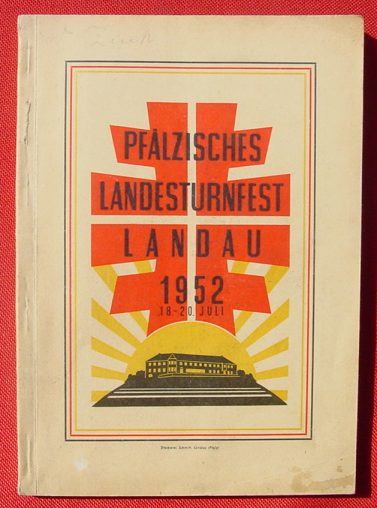 PFÄLZISCHES
LANDESTURNFEST
LANDAU
1952
18-20. JULI